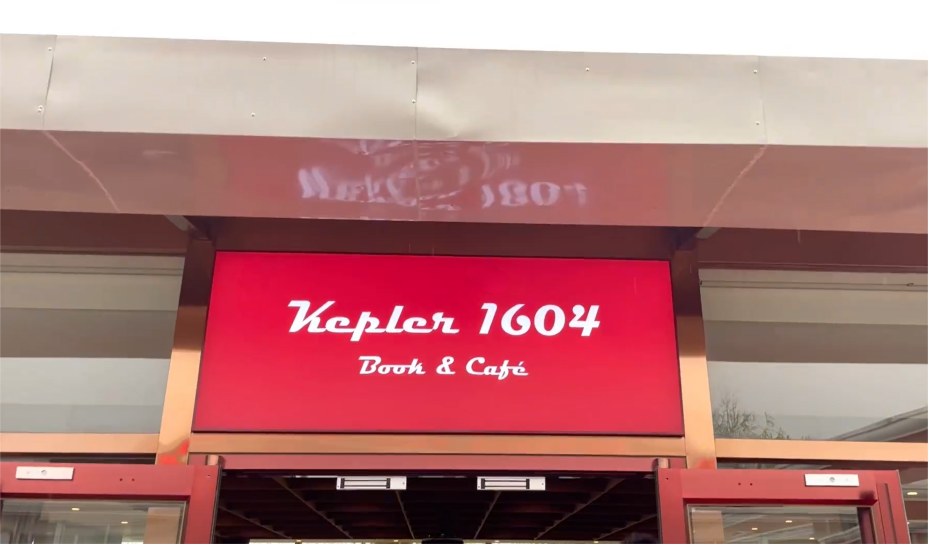 Kepler 1604
Book & Café